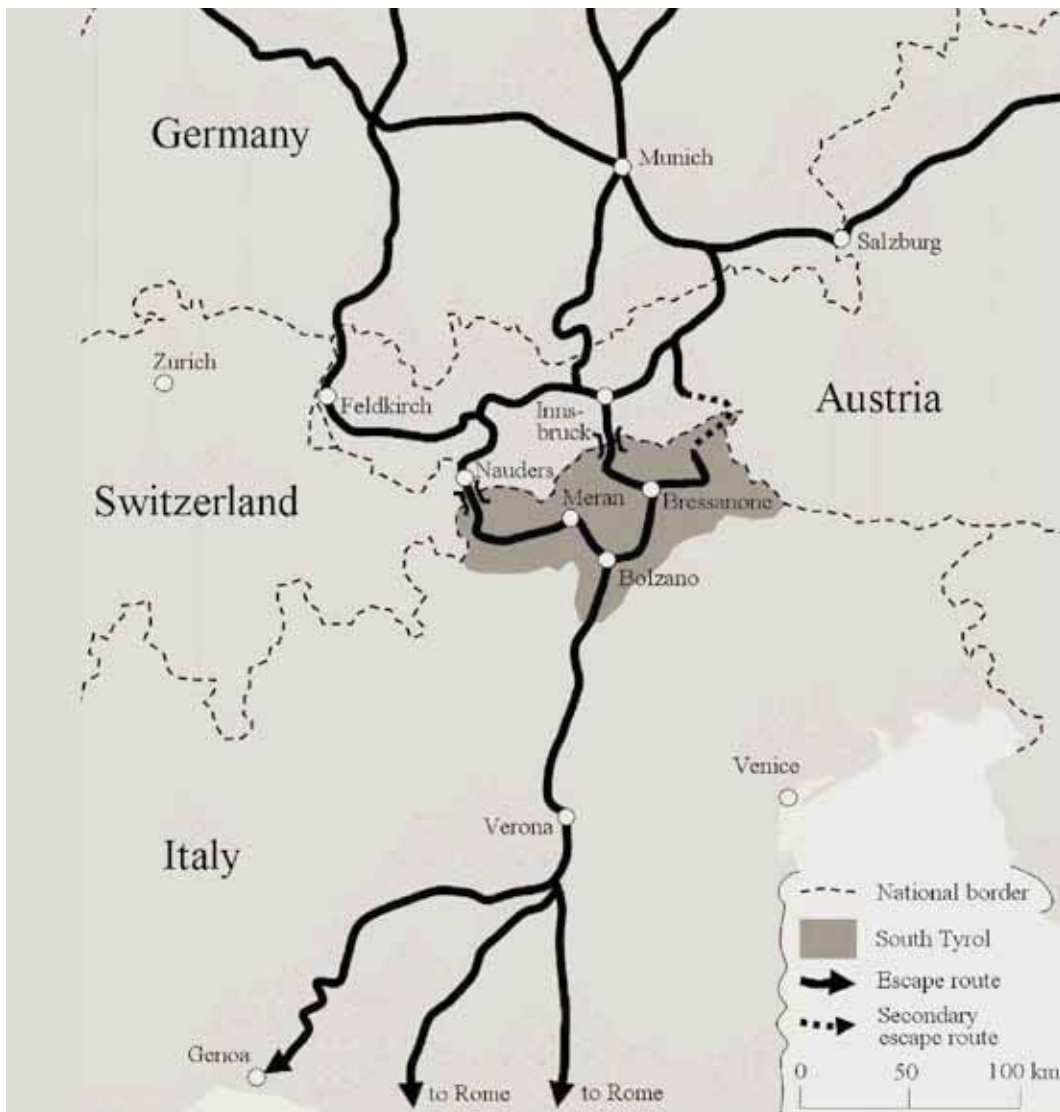 Germany
Munich
Salzburg
Zurich
Feldkirch
Inns-
bruck
Austria
Switzerland
Nauders
Meran
Bressanone
Bolzano
Venice
Verona
Italy
National border
South Tyrol
Escape route
Secondary
escape route
Genoa
to Rome
to Rome
0 50 100 km